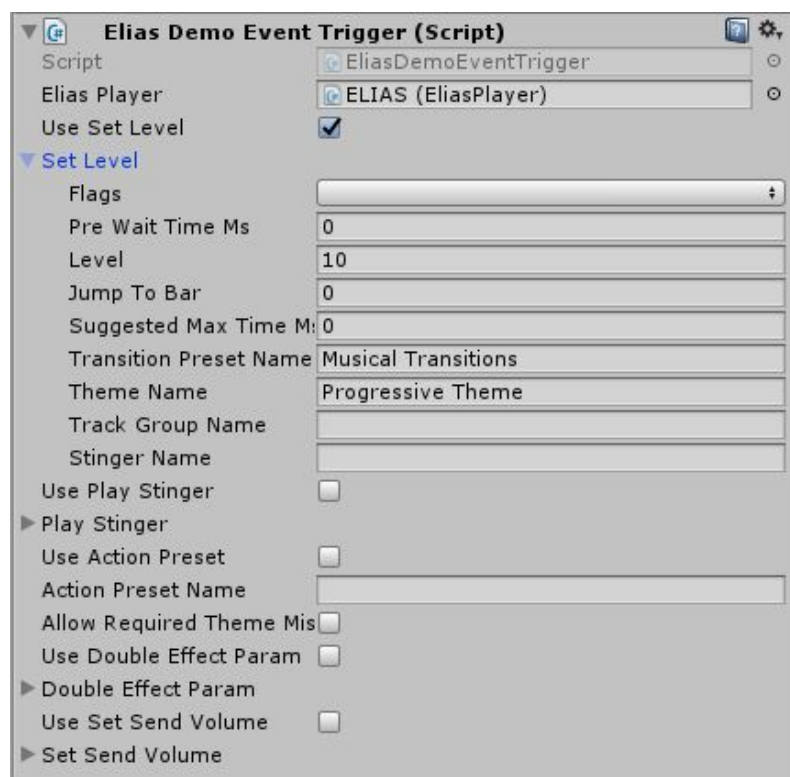 Elias Demo Event Trigger (Script)
Script EliasDemoEventTrigger
Elias Player ELIAS (EliasPlayer)
Use Set Level
Set Level
Flags
Pre Wait Time Ms 0
Level 10
Jump To Bar 0
Suggested Max Time M 0
Transition Preset Name Musical Transitions
Theme Name Progressive Theme
Track Group Name
Stinger Name
Use Play Stinger
Play Stinger
Use Action Preset
Action Preset Name
Allow Required Theme Mis
Use Double Effect Param
Double Effect Param
Use Set Send Volume
Set Send Volume